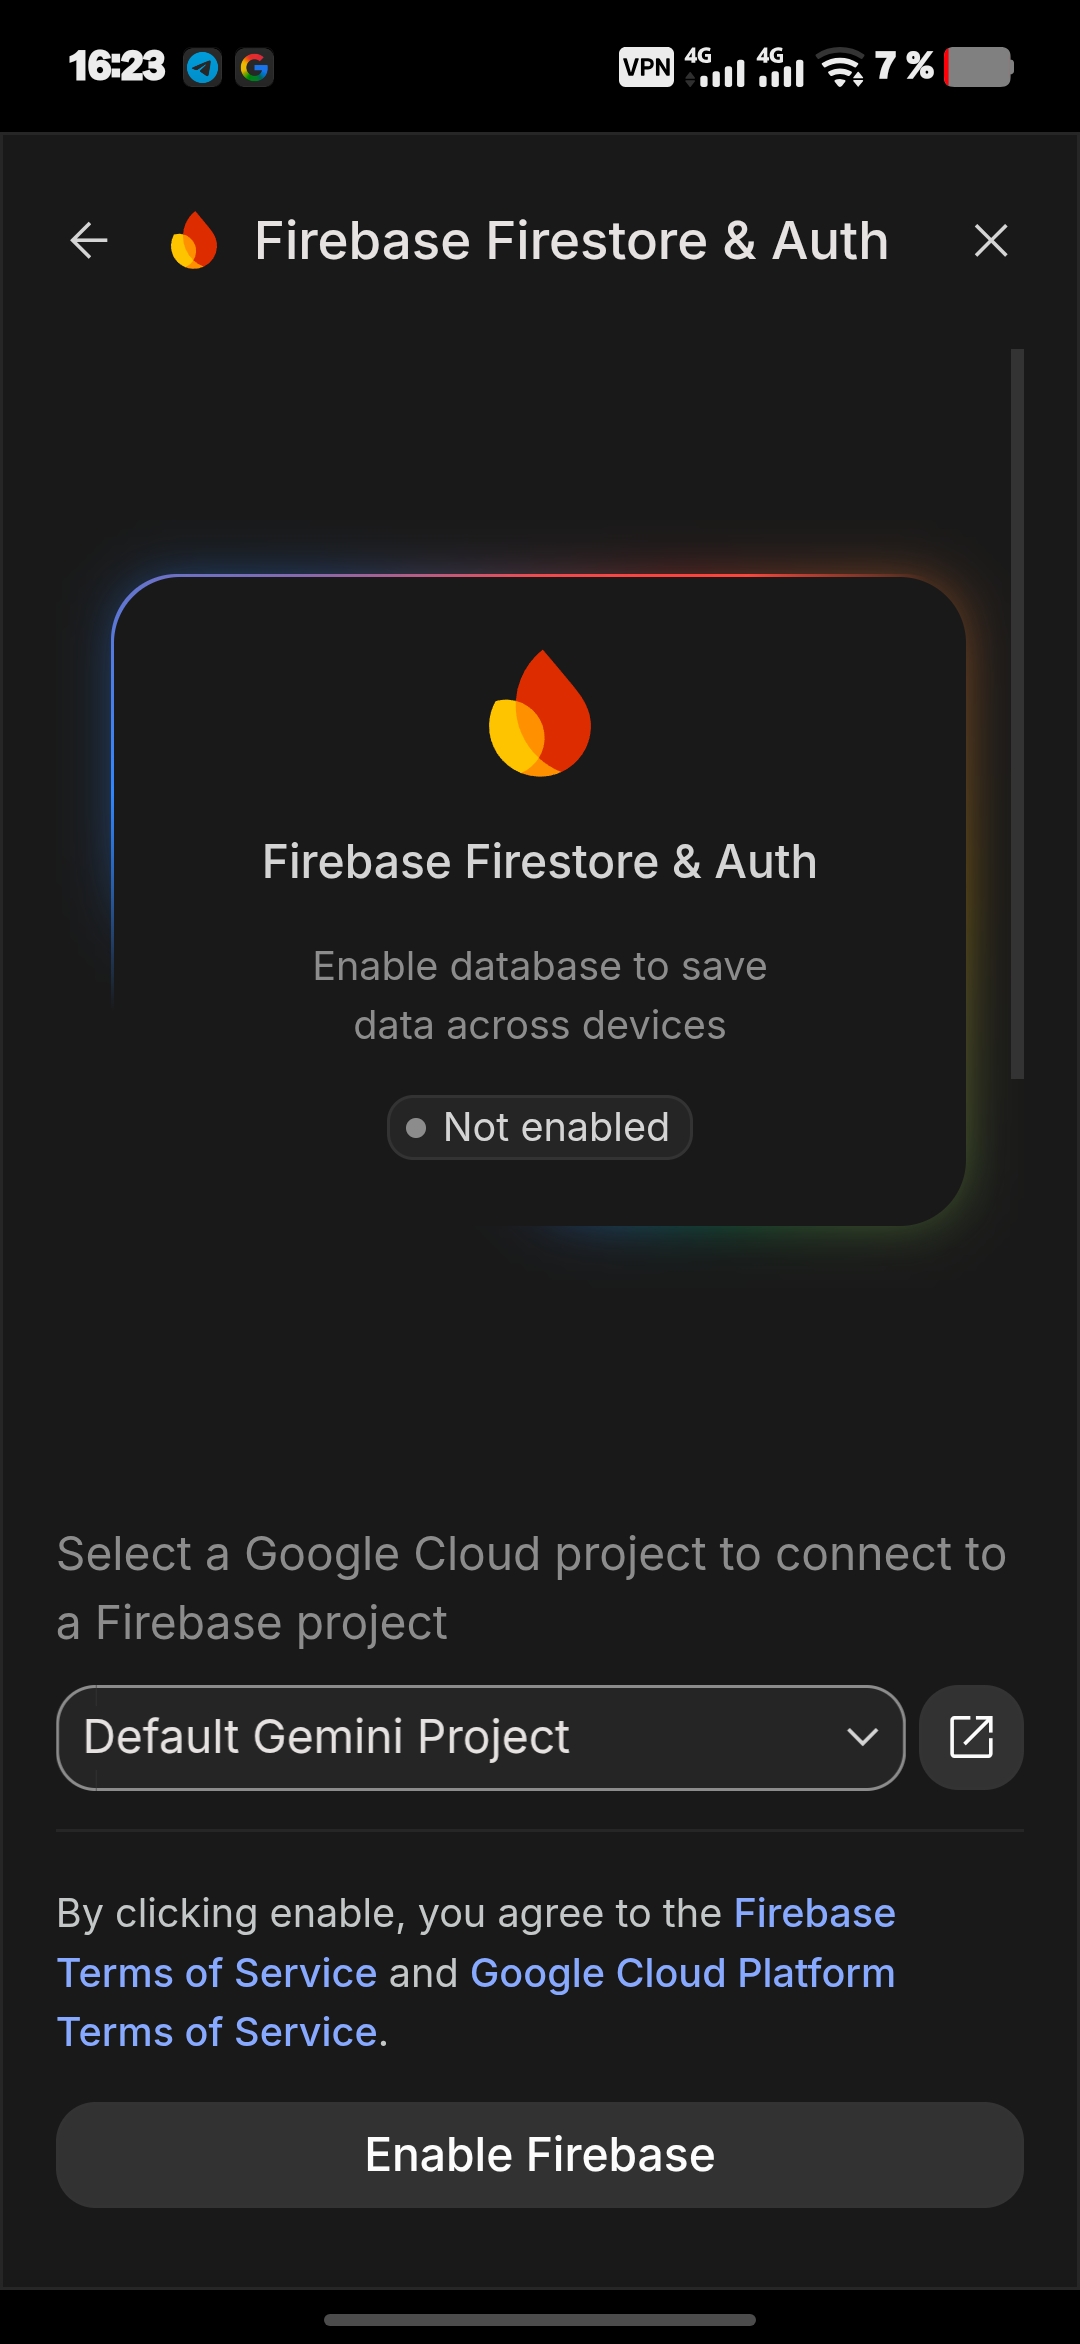 16:23
VPN 4G 4G 7 %
Firebase Firestore & Auth
Firebase Firestore & Auth
Enable database to save
data across devices
Not enabled
Select a Google Cloud project to connect to
a Firebase project
Default Gemini Project
By clicking enable, you agree to the Firebase
Terms of Service and Google Cloud Platform
Terms of Service.
Enable Firebase